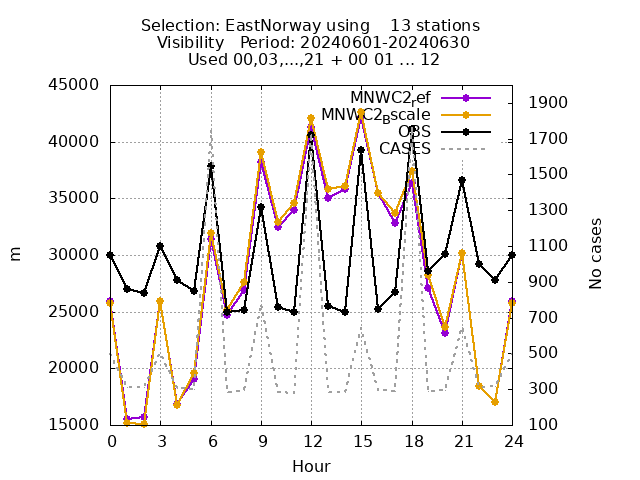 Selection: EastNorway using    13 stations
Visibility   Period: 20240601-20240630
Used 00,03,...,21 + 00 01 ... 12
45000
40000
35000
30000
25000
20000
15000
m
MNWC2_ref
MNWC2_Bscale
OBS
CASES
1900
1700
1500
1300
1100
900
700
500
300
100
No cases
0 3 6 9 12 15 18 21 24
Hour